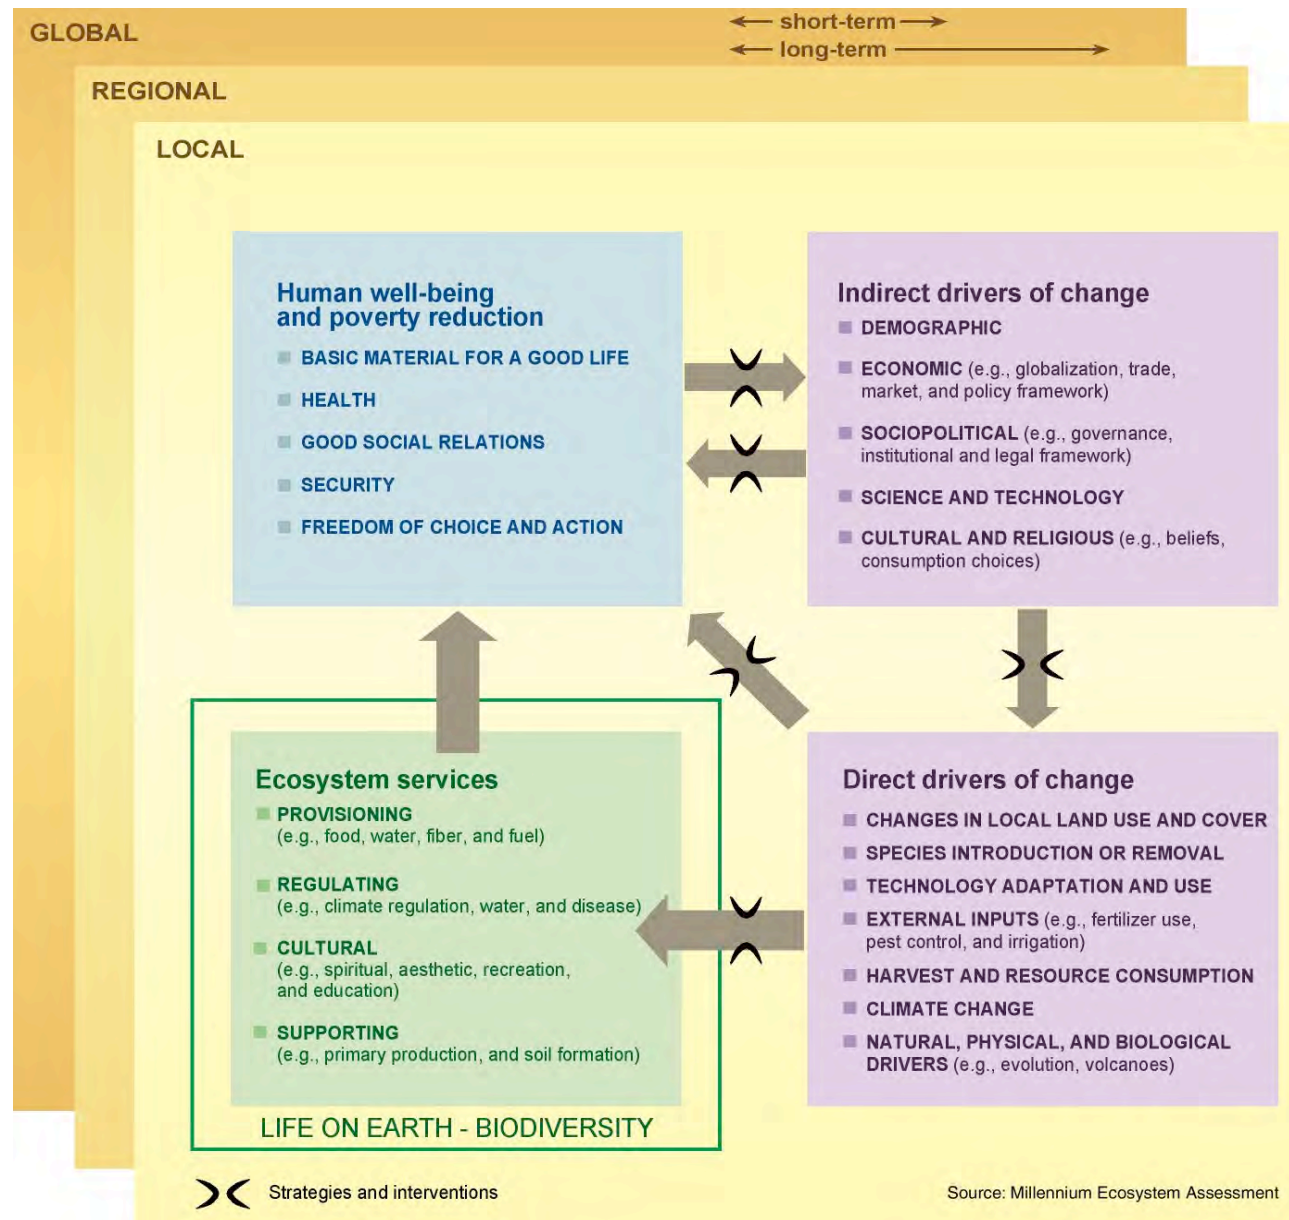 GLOBAL
short-term
long-term
REGIONAL
LOCAL
Human well-being
and poverty reduction
BASIC MATERIAL FOR A GOOD LIFE
HEALTH
GOOD SOCIAL RELATIONS
SECURITY
FREEDOM OF CHOICE AND ACTION
Indirect drivers of change
DEMOGRAPHIC
ECONOMIC (e.g., globalization, trade,
market, and policy framework)
SOCIOPOLITICAL (e.g., governance,
institutional and legal framework)
SCIENCE AND TECHNOLOGY
CULTURAL AND RELIGIOUS (e.g., beliefs,
consumption choices)
Ecosystem services
PROVISIONING
(e.g., food, water, fiber, and fuel)
REGULATING
(e.g., climate regulation, water, and disease)
CULTURAL
(e.g., spiritual, aesthetic, recreation,
and education)
SUPPORTING
(e.g., primary production, and soil formation)
LIFE ON EARTH - BIODIVERSITY
Direct drivers of change
CHANGES IN LOCAL LAND USE AND COVER
SPECIES INTRODUCTION OR REMOVAL
TECHNOLOGY ADAPTATION AND USE
EXTERNAL INPUTS (e.g., fertilizer use,
pest control, and irrigation)
HARVEST AND RESOURCE CONSUMPTION
CLIMATE CHANGE
NATURAL, PHYSICAL, AND BIOLOGICAL
DRIVERS (e.g., evolution, volcanoes)
Strategies and interventions
Source: Millennium Ecosystem Assessment